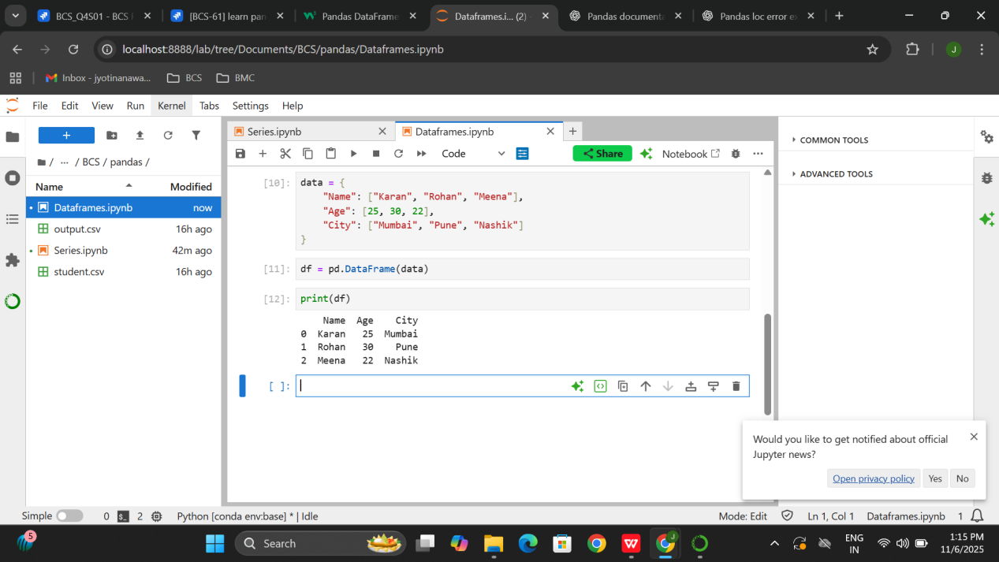 BCS_Q4S01 - BCS
[BCS-61] learn pan
Pandas DataFrame
Dataframes.i... (2) -
Pandas documenta
Pandas loc error ex
localhost:8888/lab/tree/Documents/BCS/pandas/Dataframes.ipynb
J
Inbox - jyotinanawa...
BCS
BMC
File Edit View Run Kernel Tabs Settings Help
Series.ipynb
Dataframes.ipynb
+
Code
Share
Notebook
/ ... / BCS / pandas /
Name Modified
Dataframes.ipynb now
output.csv 16h ago
Series.ipynb 42m ago
student.csv 16h ago
COMMON TOOLS
ADVANCED TOOLS
[10]: data = {
"Name": ["Karan", "Rohan", "Meena"],
"Age": [25, 30, 22],
"City": ["Mumbai", "Pune", "Nashik"]
}
[11]: df = pd.DataFrame(data)
[12]: print(df)
Name Age City
0 Karan 25 Mumbai
1 Rohan 30 Pune
2 Meena 22 Nashik
[ ]:
Would you like to get notified about official
Jupyter news?
Open privacy policy Yes No
Simple 0 2 Python [conda env:base] * | Idle
Mode: Edit Ln 1, Col 1 Dataframes.ipynb 1
5
Search
J
ENG
IN
1:15 PM
11/6/2025